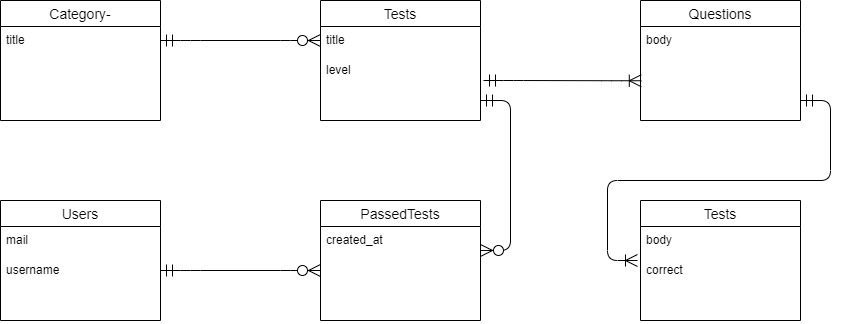 Category-
title
Tests
title
level
Questions
body
Users
mail
username
PassedTests
created_at
Tests
body
correct